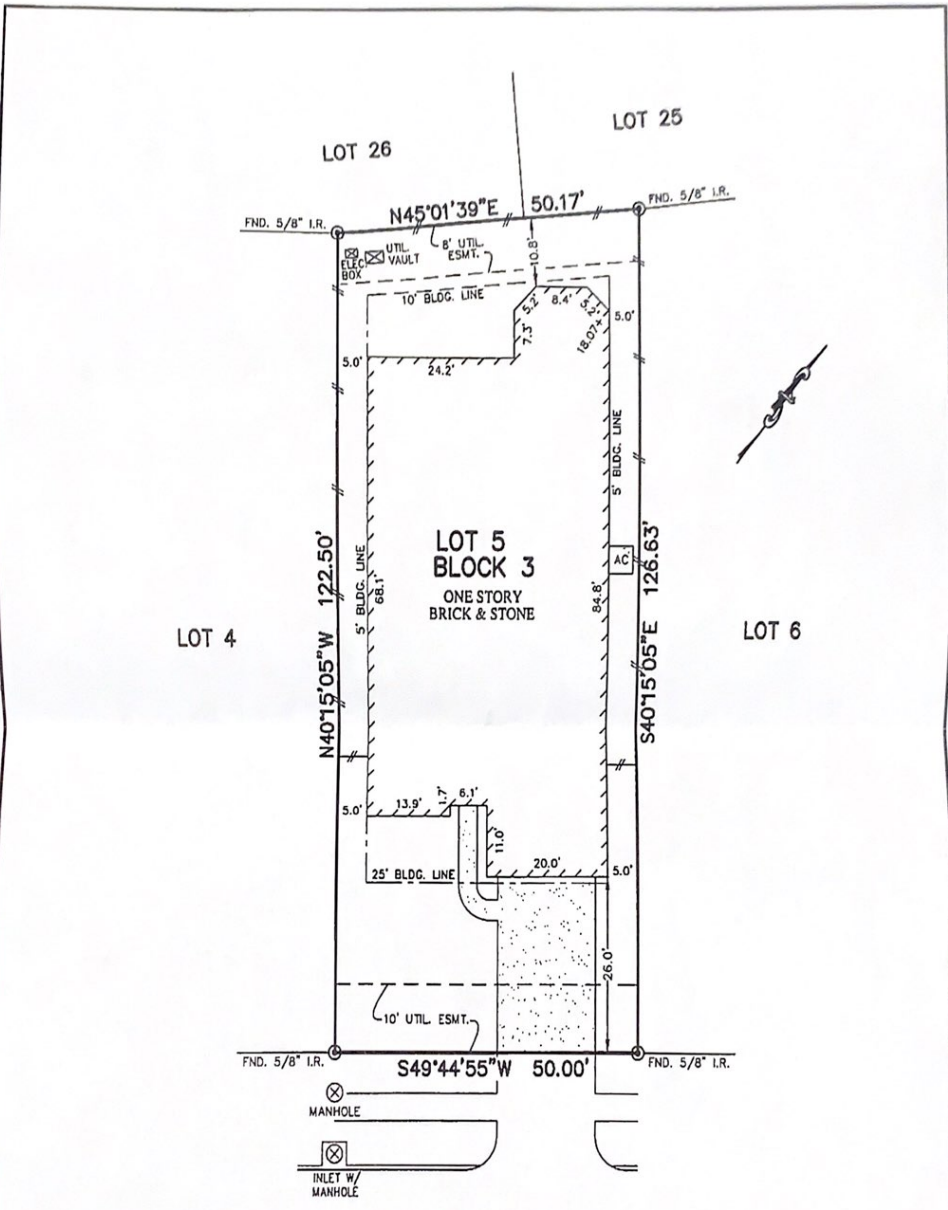 LOT 25
LOT 26
FND. 5/8" I.R.
N45°01'39"E 50.17'
FND. 5/8" I.R.
8' UTIL. ESMT.
UTIL. VAULT
ELEC. BOX
10.8'
10' BLDG. LINE
5.2'
8.4'
5.2'
5.0'
7.3'
18.07+
5.0'
24.2'
5' BLDG. LINE
LOT 5
BLOCK 3
ONE STORY
BRICK & STONE
AC
N40°15'05"W 122.50'
5' BLDG. LINE
68.1'
84.8'
S40°15'05"E 126.63'
LOT 4
LOT 6
5.0'
13.9'
1.7'
6.1'
11.0'
20.0'
5.0'
25' BLDG. LINE
26.0'
10' UTIL. ESMT.
FND. 5/8" I.R.
S49°44'55"W 50.00'
FND. 5/8" I.R.
MANHOLE
INLET W/
MANHOLE